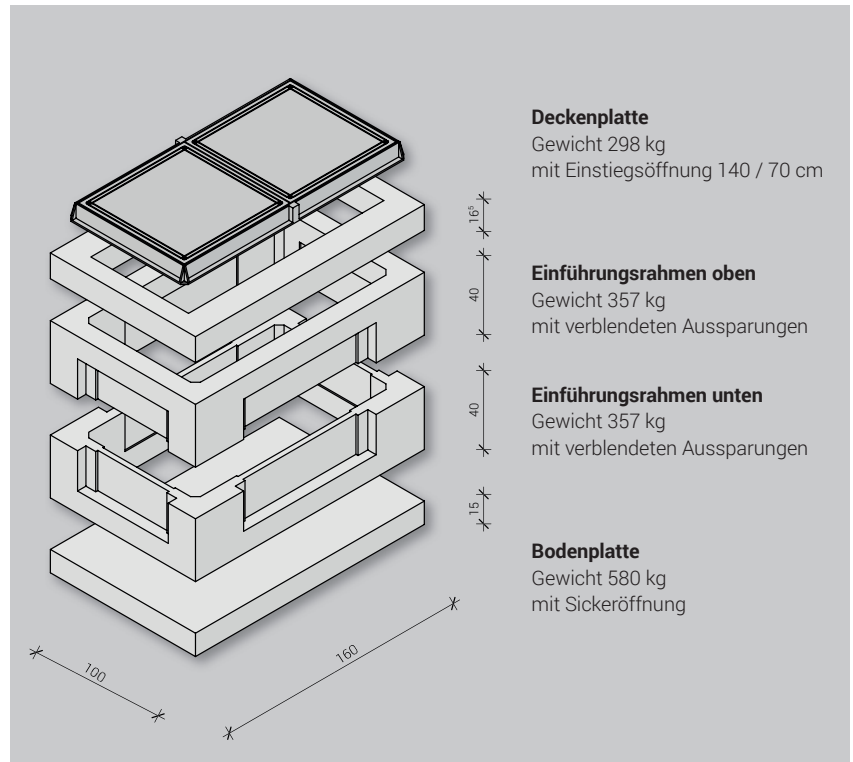 Deckenplatte
Gewicht 298 kg
mit Einstiegsöffnung 140 / 70 cm
16⁵
40
Einführungsrahmen oben
Gewicht 357 kg
mit verblendeten Aussparungen
40
Einführungsrahmen unten
Gewicht 357 kg
mit verblendeten Aussparungen
15
Bodenplatte
Gewicht 580 kg
mit Sickeröffnung
100
160